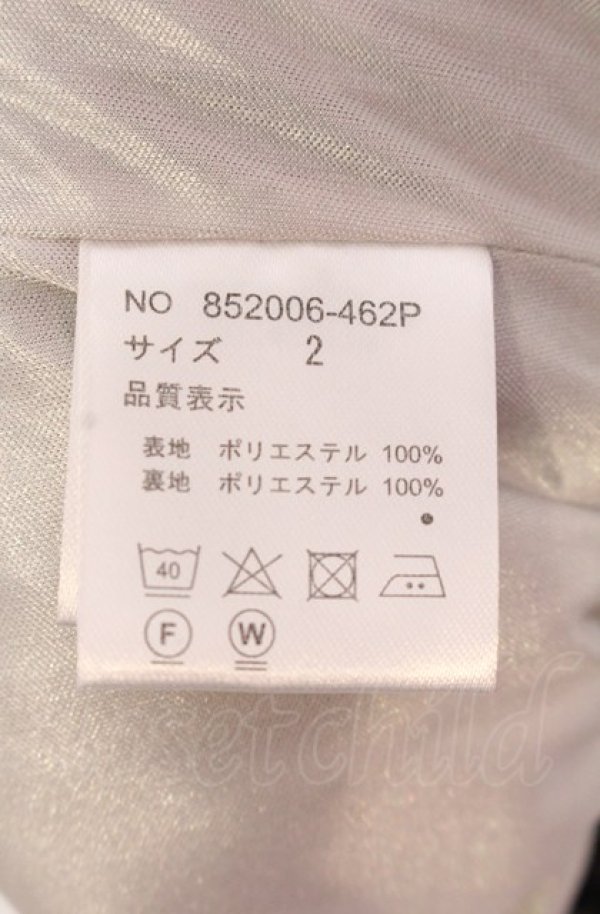 NO 852006-462P
サイズ 2
品質表示
表地 ポリエステル 100%
裏地 ポリエステル 100%
40
F W
setchild